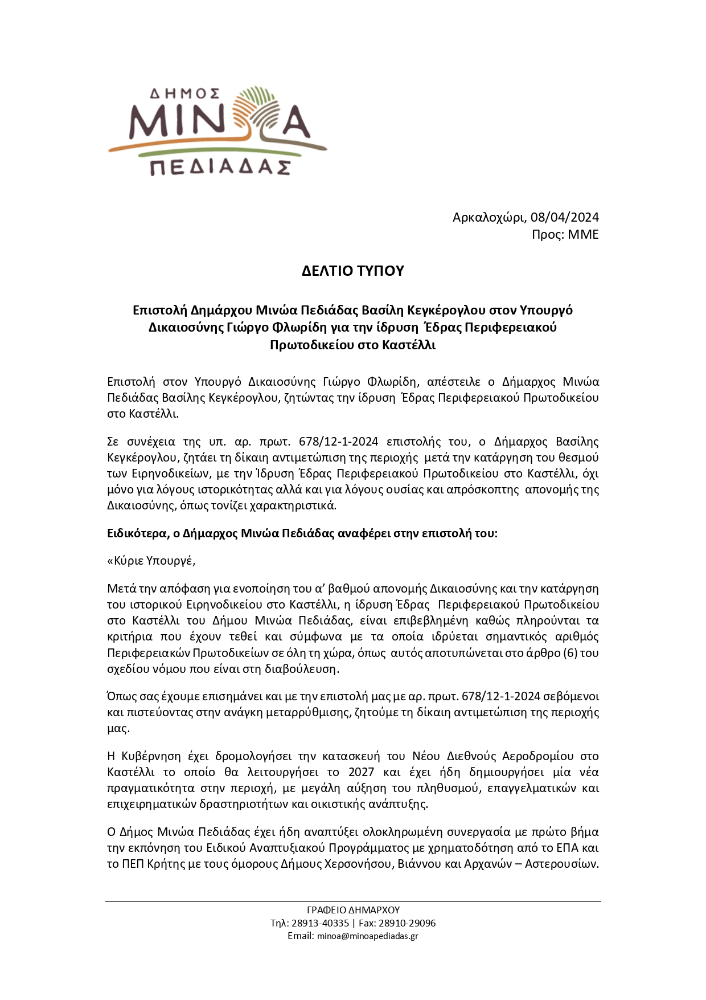 ΔΗΜΟΣ
ΜΙΝΩΑ
ΠΕΔΙΑΔΑΣ
Αρκαλοχώρι, 08/04/2024
Προς: ΜΜΕ
ΔΕΛΤΙΟ ΤΥΠΟΥ
Επιστολή Δημάρχου Μινώα Πεδιάδας Βασίλη Κεγκέρογλου στον Υπουργό
Δικαιοσύνης Γιώργο Φλωρίδη για την ίδρυση Έδρας Περιφερειακού
Πρωτοδικείου στο Καστέλλι
Επιστολή στον Υπουργό Δικαιοσύνης Γιώργο Φλωρίδη, απέστειλε ο Δήμαρχος Μινώα
Πεδιάδας Βασίλης Κεγκέρογλου, ζητώντας την ίδρυση Έδρας Περιφερειακού Πρωτοδικείου
στο Καστέλλι.
Σε συνέχεια της υπ. αρ. πρωτ. 678/12-1-2024 επιστολής του, ο Δήμαρχος Βασίλης
Κεγκέρογλου, ζητάει τη δίκαιη αντιμετώπιση της περιοχής μετά την κατάργηση του θεσμού
των Ειρηνοδικείων, με την Ίδρυση Έδρας Περιφερειακού Πρωτοδικείου στο Καστέλλι, όχι
μόνο για λόγους ιστορικότητας αλλά και για λόγους ουσίας και απρόσκοπτης απονομής της
Δικαιοσύνης, όπως τονίζει χαρακτηριστικά.
Ειδικότερα, ο Δήμαρχος Μινώα Πεδιάδας αναφέρει στην επιστολή του:
«Κύριε Υπουργέ,
Μετά την απόφαση για ενοποίηση του α’ βαθμού απονομής Δικαιοσύνης και την κατάργηση
του ιστορικού Ειρηνοδικείου στο Καστέλλι, η ίδρυση Έδρας Περιφερειακού Πρωτοδικείου
στο Καστέλλι του Δήμου Μινώα Πεδιάδας, είναι επιβεβλημένη καθώς πληρούνται τα
κριτήρια που έχουν τεθεί και σύμφωνα με τα οποία ιδρύεται σημαντικός αριθμός
Περιφερειακών Πρωτοδικείων σε όλη τη χώρα, όπως αυτός αποτυπώνεται στο άρθρο (6) του
σχεδίου νόμου που είναι στη διαβούλευση.
Όπως σας έχουμε επισημάνει και με την επιστολή μας με αρ. πρωτ. 678/12-1-2024 σεβόμενοι
και πιστεύοντας στην ανάγκη μεταρρύθμισης, ζητούμε τη δίκαιη αντιμετώπιση της περιοχής
μας.
Η Κυβέρνηση έχει δρομολογήσει την κατασκευή του Νέου Διεθνούς Αεροδρομίου στο
Καστέλλι το οποίο θα λειτουργήσει το 2027 και έχει ήδη δημιουργήσει μία νέα
πραγματικότητα στην περιοχή, με μεγάλη αύξηση του πληθυσμού, επαγγελματικών και
επιχειρηματικών δραστηριοτήτων και οικιστικής ανάπτυξης.
Ο Δήμος Μινώα Πεδιάδας έχει ήδη αναπτύξει ολοκληρωμένη συνεργασία με πρώτο βήμα
την εκπόνηση του Ειδικού Αναπτυξιακού Προγράμματος με χρηματοδότηση από το ΕΠΑ και
το ΠΕΠ Κρήτης με τους όμορους Δήμους Χερσονήσου, Βιάννου και Αρχανών – Αστερουσίων.
ΓΡΑΦΕΙΟ ΔΗΜΑΡΧΟΥ
Τηλ: 28913-40335 | Fax: 28910-29096
Email: minoa@minoapediadas.gr